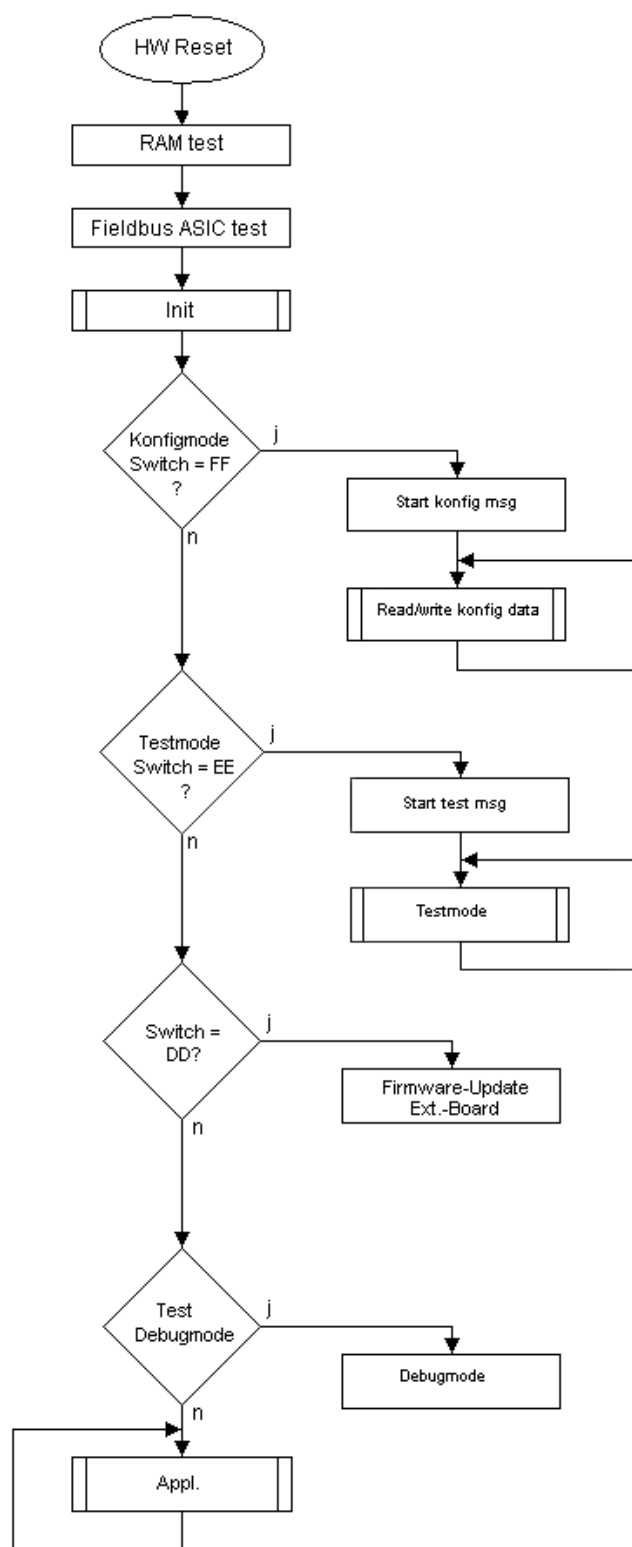 HW Reset
RAM test
Fieldbus ASIC test
Init
Konfigmode
Switch = FF
?
j
n
Start konfig msg
Read/write konfig data
Testmode
Switch = EE
?
j
n
Start test msg
Testmode
Switch =
DD?
j
n
Firmware-Update
Ext.-Board
Test
Debugmode
j
n
Debugmode
Appl.